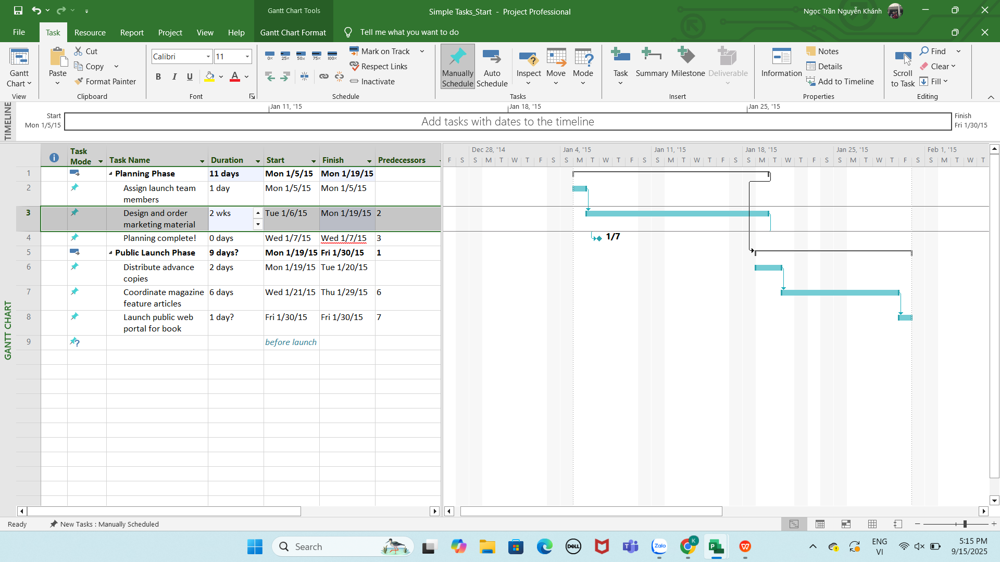 Gantt Chart Tools
Simple Tasks_Start - Project Professional
Ngọc Trần Nguyễn Khánh
File Task Resource Report Project View Help Gantt Chart Format Tell me what you want to do
Gantt Chart
View
Paste
Cut
Copy
Format Painter
Clipboard
Calibri 11
B I U A
Font
0% 25% 50% 75% 100%
Mark on Track
Respect Links
Inactivate
Schedule
Manually Schedule
Auto Schedule
Inspect
Move
Mode
Tasks
Task
Summary
Milestone
Deliverable
Insert
Information
Notes
Details
Add to Timeline
Properties
Scroll to Task
Find
Clear
Fill
Editing
TIMELINE
Jan 11, '15 Jan 18, '15 Jan 25, '15
Start
Mon 1/5/15
Add tasks with dates to the timeline
Finish
Fri 1/30/15
GANTT CHART
Task Mode Task Name Duration Start Finish Predecessors
Dec 28, '14 Jan 4, '15 Jan 11, '15 Jan 18, '15 Jan 25, '15 Feb 1, '15
F S S M T W T F S S M T W T F S S M T W T F S S M T W T F S S M T W T F S S M T W T
1 Planning Phase 11 days Mon 1/5/15 Mon 1/19/15
2 Assign launch team members 1 day Mon 1/5/15 Mon 1/5/15
3 Design and order marketing material 2 wks Tue 1/6/15 Mon 1/19/15 2
4 Planning complete! 0 days Wed 1/7/15 Wed 1/7/15 3
1/7
5 Public Launch Phase 9 days? Mon 1/19/15 Fri 1/30/15 1
6 Distribute advance copies 2 days Mon 1/19/15 Tue 1/20/15
7 Coordinate magazine feature articles 6 days Wed 1/21/15 Thu 1/29/15 6
8 Launch public web portal for book 1 day? Fri 1/30/15 Fri 1/30/15 7
9 before launch
Ready New Tasks : Manually Scheduled
Search
DELL
Zalo
K
ENG
VI
5:15 PM
9/15/2025